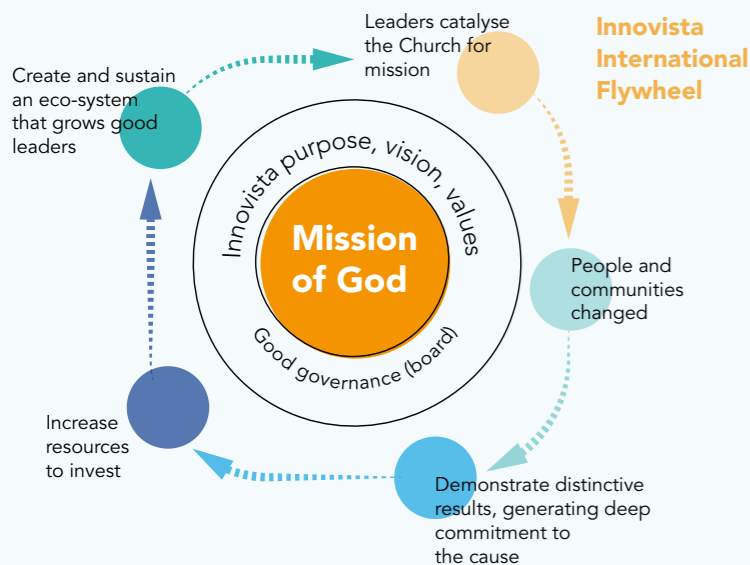 Innovista
International
Flywheel
Leaders catalyse
the Church for
mission
People and
communities
changed
Demonstrate distinctive
results, generating deep
commitment to
the cause
Increase
resources
to invest
Create and sustain
an eco-system
that grows good
leaders
Innovista purpose, vision, values
Mission
of God
Good governance (board)